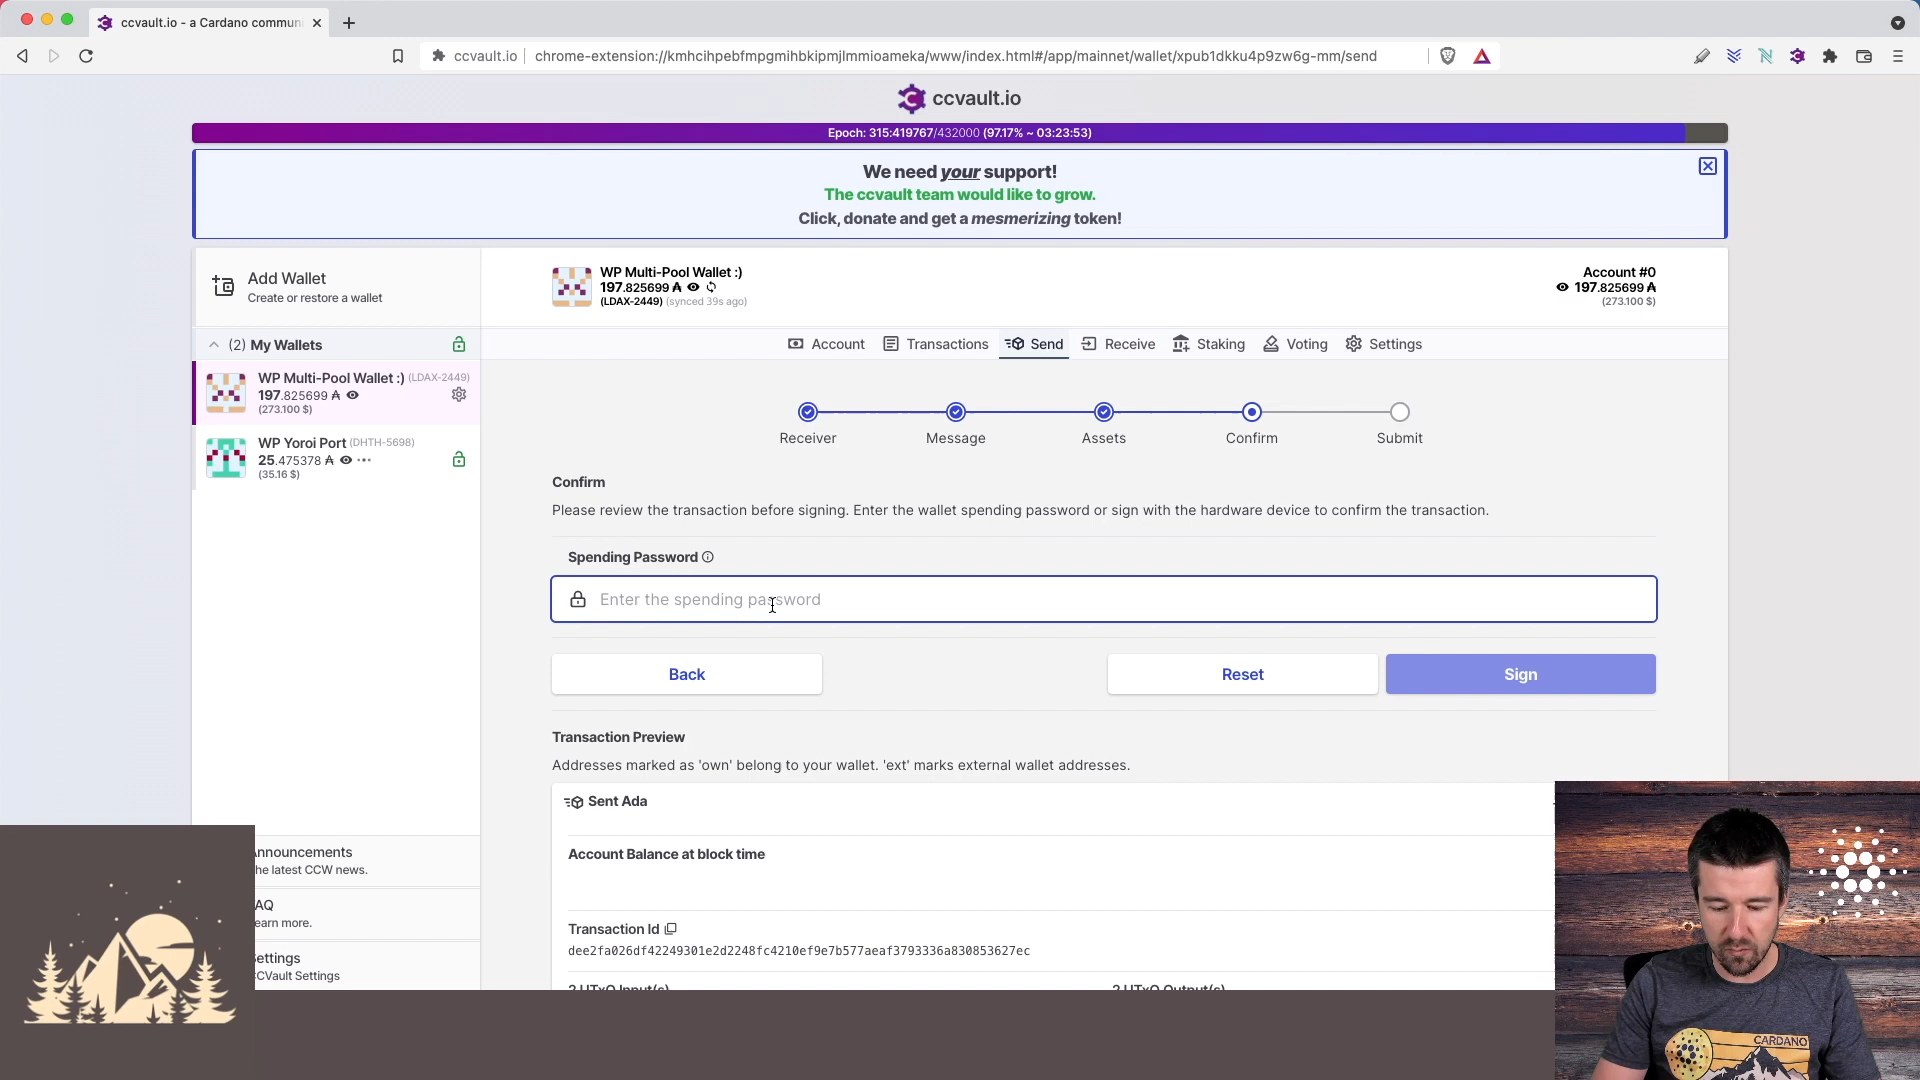 ccvault.io - a Cardano commun
ccvault.io
chrome-extension://kmhcihpebfmpgmihbkipmjlmmioameka/www/index.html#/app/mainnet/wallet/xpub1dkku4p9zw6g-mm/send
ccvault.io
Epoch: 315:419767/432000 (97.17% ~ 03:23:53)
We need your support!
The ccvault team would like to grow.
Click, donate and get a mesmerizing token!
Add Wallet
Create or restore a wallet
WP Multi-Pool Wallet :)
197.825699 ₳
(LDAX-2449) (synced 39s ago)
Account #0
197.825699 ₳
(273.100 $)
(2) My Wallets
Account
Transactions
Send
Receive
Staking
Voting
Settings
WP Multi-Pool Wallet :) (LDAX-2449)
197.825699 ₳
(273.100 $)
WP Yoroi Port (DHTH-5698)
25.475378 ₳
(35.16 $)
Receiver
Message
Assets
Confirm
Submit
Confirm
Please review the transaction before signing. Enter the wallet spending password or sign with the hardware device to confirm the transaction.
Spending Password
Enter the spending password
Back
Reset
Sign
Transaction Preview
Addresses marked as 'own' belong to your wallet. 'ext' marks external wallet addresses.
Sent Ada
Account Balance at block time
Transaction Id
dee2fa026df42249301e2d2248fc4210ef9e7b577aeaf3793336a830853627ec
2 UTxO Input(s)
2 UTxO Output(s)
nnouncements
he latest CCW news.
AQ
earn more.
ettings
CCVault Settings
CARDANO